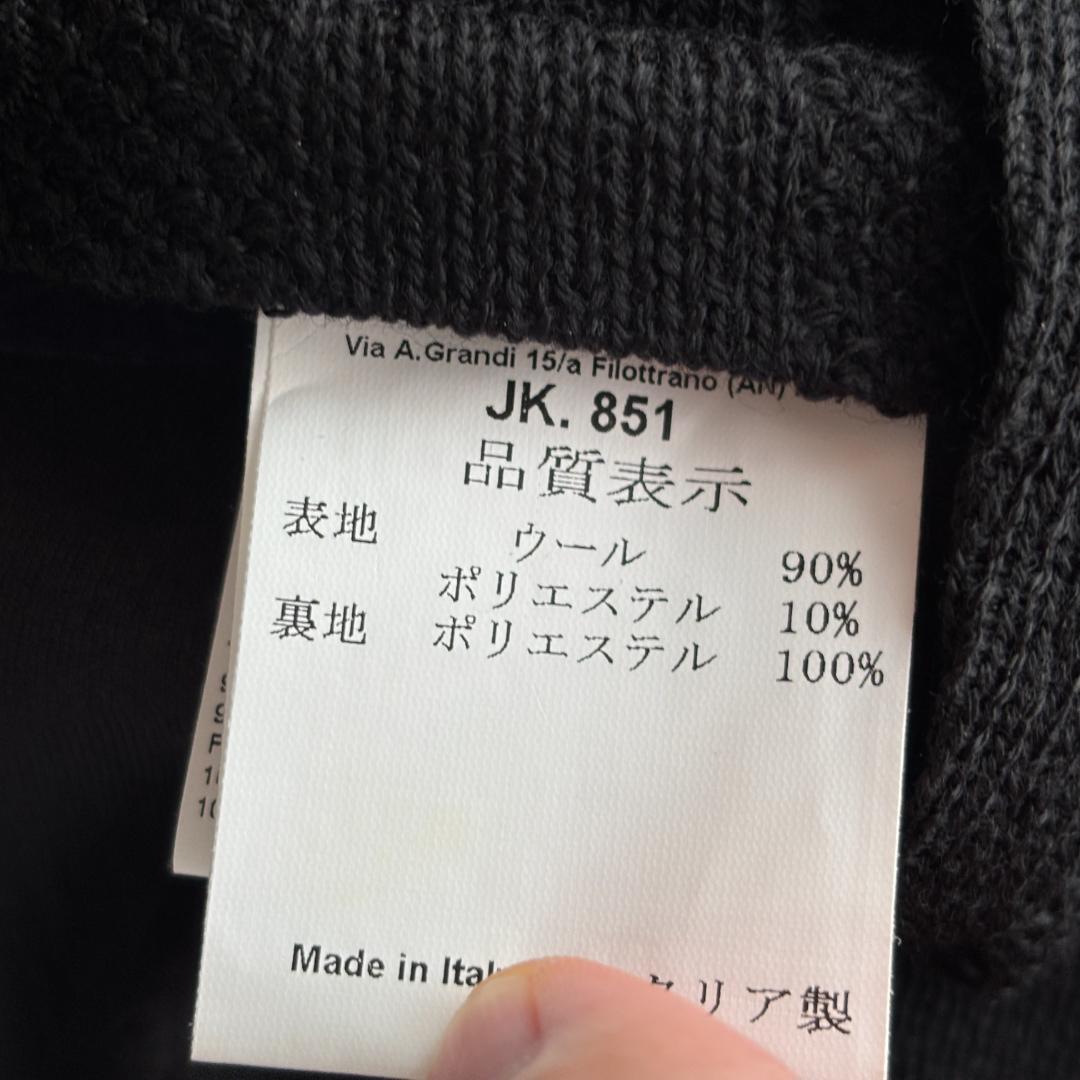 Via A.Grandi 15/a Filottrano (AN)
JK. 851
品質表示
表地 ウール 90%
ポリエステル 10%
裏地 ポリエステル 100%
Made in リア製